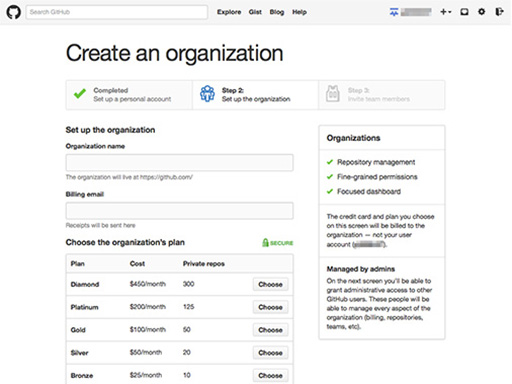 Search GitHub
Explore Gist Blog Help
Create an organization
Completed
Set up a personal account
Step 2:
Set up the organization
Step 3:
Invite team members
Set up the organization
Organization name
The organization will live at https://github.com/
Billing email
Receipts will be sent here
Choose the organization's plan
SECURE
Plan Cost Private repos
Diamond $450/month 300 Choose
Platinum $200/month 125 Choose
Gold $100/month 50 Choose
Silver $50/month 20 Choose
Bronze $25/month 10 Choose
Organizations
Repository management
Fine-grained permissions
Focused dashboard
The credit card and plan you choose
on this screen will be billed to the
organization — not your user
account (
Managed by admins
On the next screen you'll be able to
grant administrative access to other
GitHub users. These people will be
able to manage every aspect of the
organization (billing, repositories,
teams, etc).